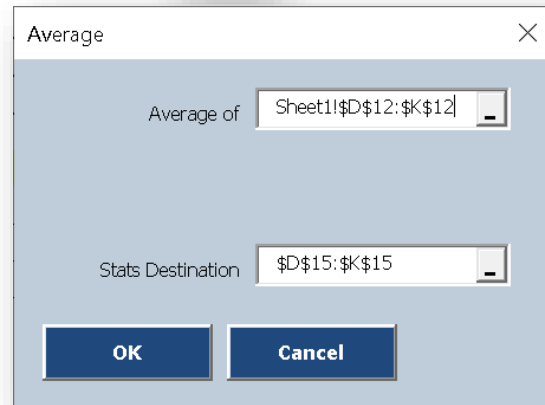 Average
Average of Sheet1!$D$12:$K$12
Stats Destination $D$15:$K$15
OK Cancel